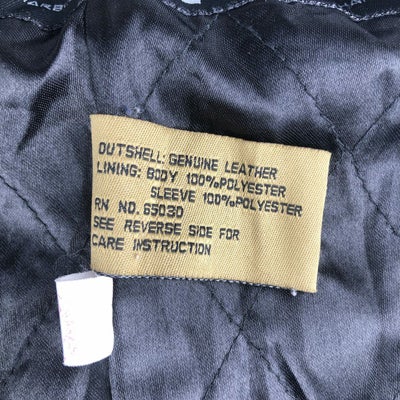 OUTSHELL: GENUINE LEATHER
LINING: BODY 100% POLYESTER
SLEEVE 100% POLYESTER
RN NO. 65030
SEE REVERSE SIDE FOR
CARE INSTRUCTION